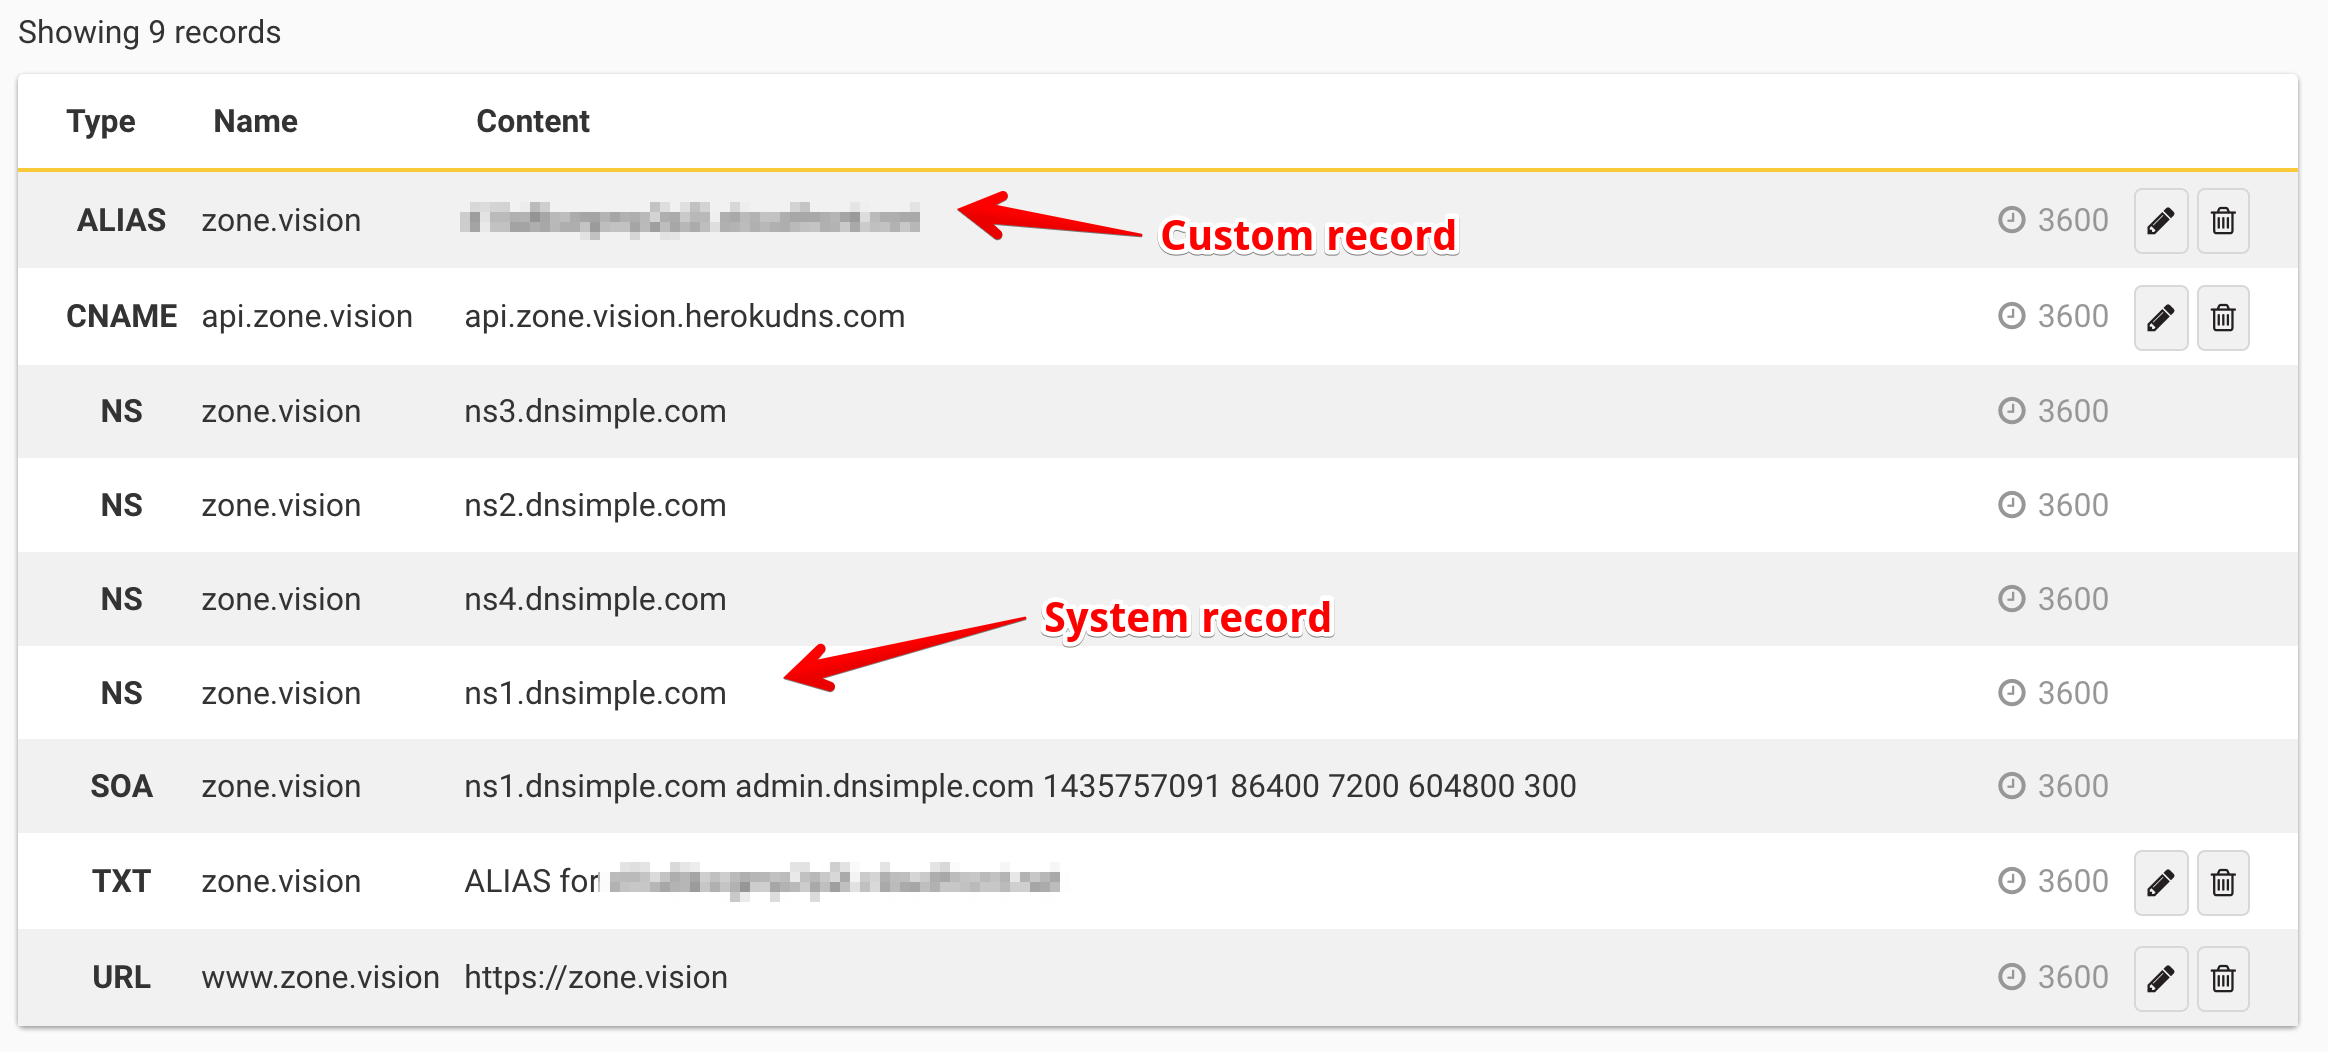 Showing 9 records
Type Name Content
ALIAS zone.vision Custom record 3600
CNAME api.zone.vision api.zone.vision.herokudns.com 3600
NS zone.vision ns3.dnsimple.com 3600
NS zone.vision ns2.dnsimple.com 3600
NS zone.vision ns4.dnsimple.com 3600
System record
NS zone.vision ns1.dnsimple.com 3600
SOA zone.vision ns1.dnsimple.com admin.dnsimple.com 1435757091 86400 7200 604800 300 3600
TXT zone.vision ALIAS for 3600
URL www.zone.vision https://zone.vision 3600